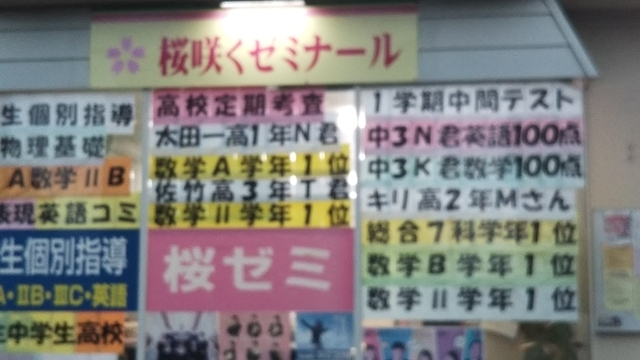 桜咲くゼミナール
生個別指導
物理基礎
A数学ⅡB
表現英語コミ
生個別指導
A・ⅡB・ⅢC・英語
生中学生高校
高校定期考査
太田一高1年N君
数学A学年1位
佐竹高3年T君
数学Ⅱ学年1位
桜ゼミ
1学期中間テスト
中3N君英語100点
中3K君数学100点
キリ高2年Mさん
総合7科学年1位
数学B学年1位
数学Ⅱ学年1位